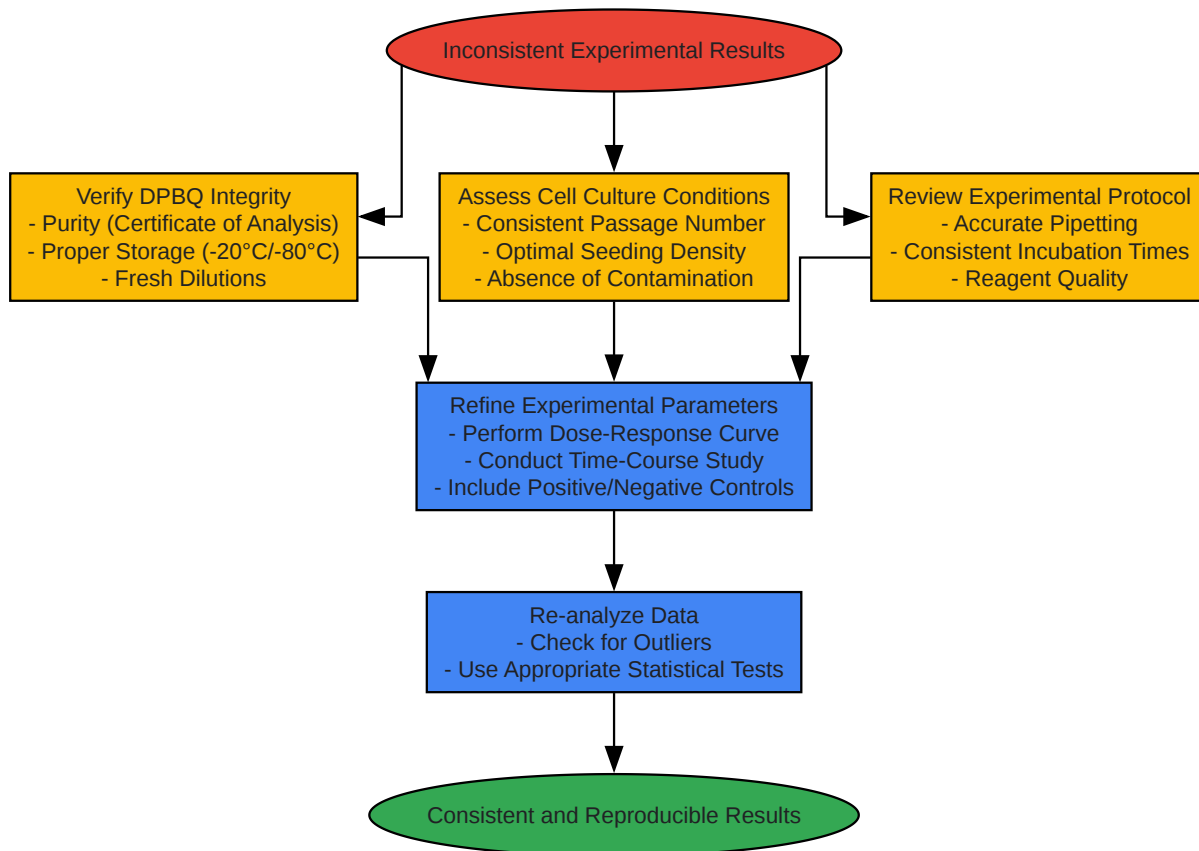 Inconsistent Experimental Results
Verify DPBQ Integrity
- Purity (Certificate of Analysis)
- Proper Storage (-20°C/-80°C)
- Fresh Dilutions
Assess Cell Culture Conditions
- Consistent Passage Number
- Optimal Seeding Density
- Absence of Contamination
Review Experimental Protocol
- Accurate Pipetting
- Consistent Incubation Times
- Reagent Quality
Refine Experimental Parameters
- Perform Dose-Response Curve
- Conduct Time-Course Study
- Include Positive/Negative Controls
Re-analyze Data
- Check for Outliers
- Use Appropriate Statistical Tests
Consistent and Reproducible Results